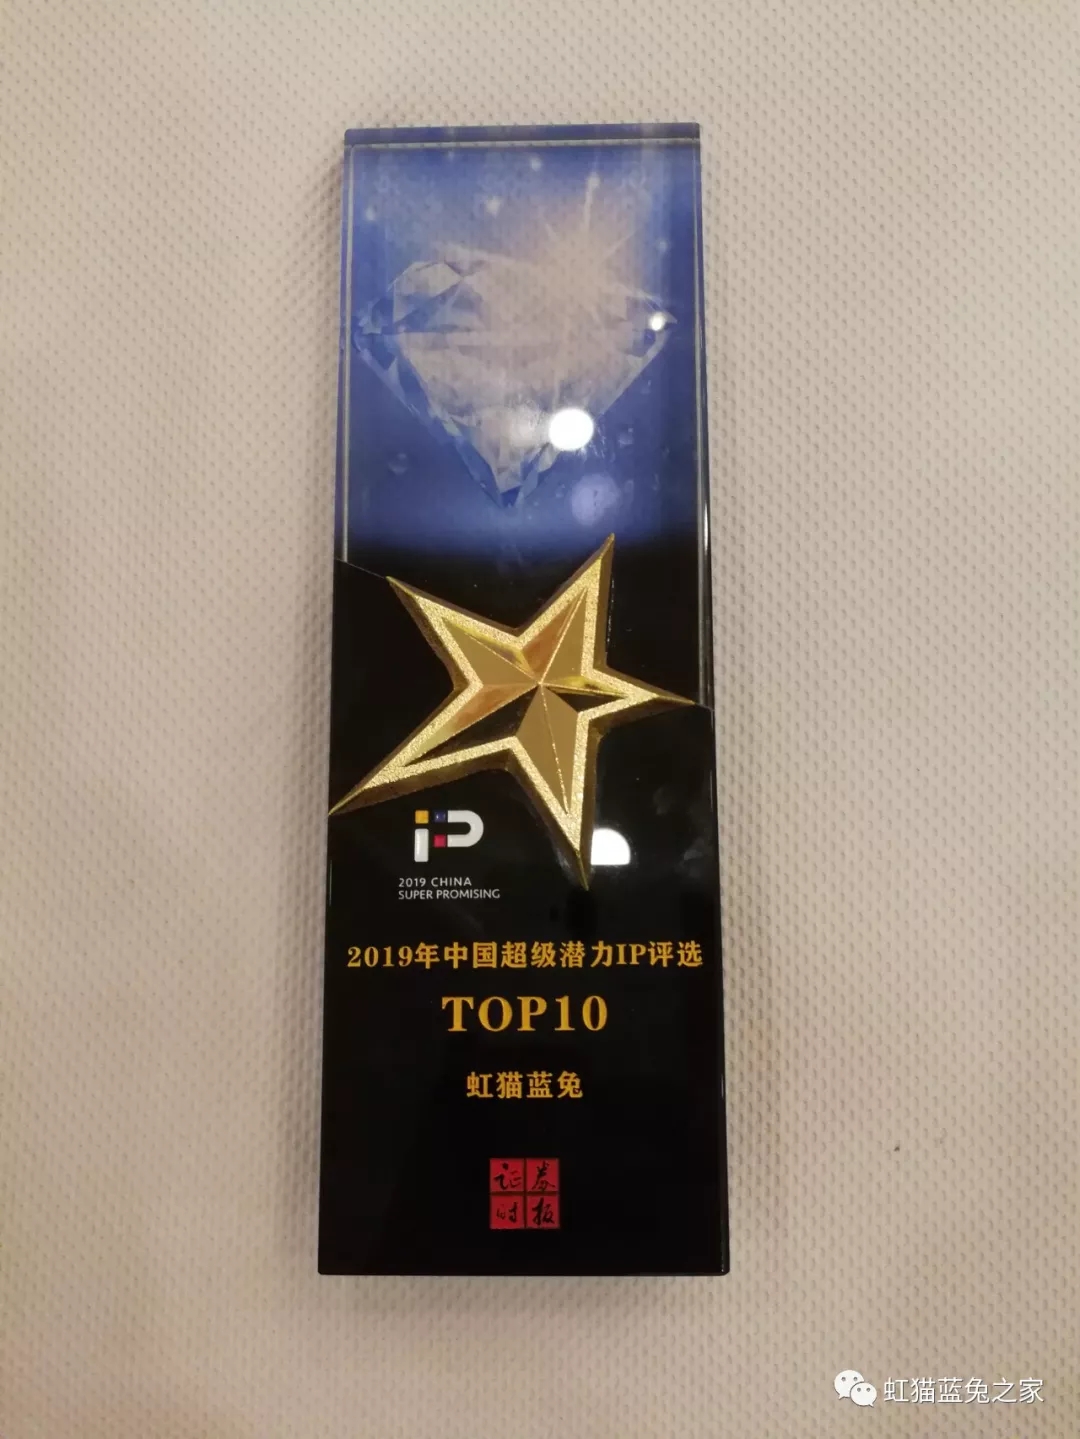 iP
2019 CHINA
SUPER PROMISING
2019年中国超级潜力IP评选
TOP10
虹猫蓝兔
证券
时报
虹猫蓝兔之家